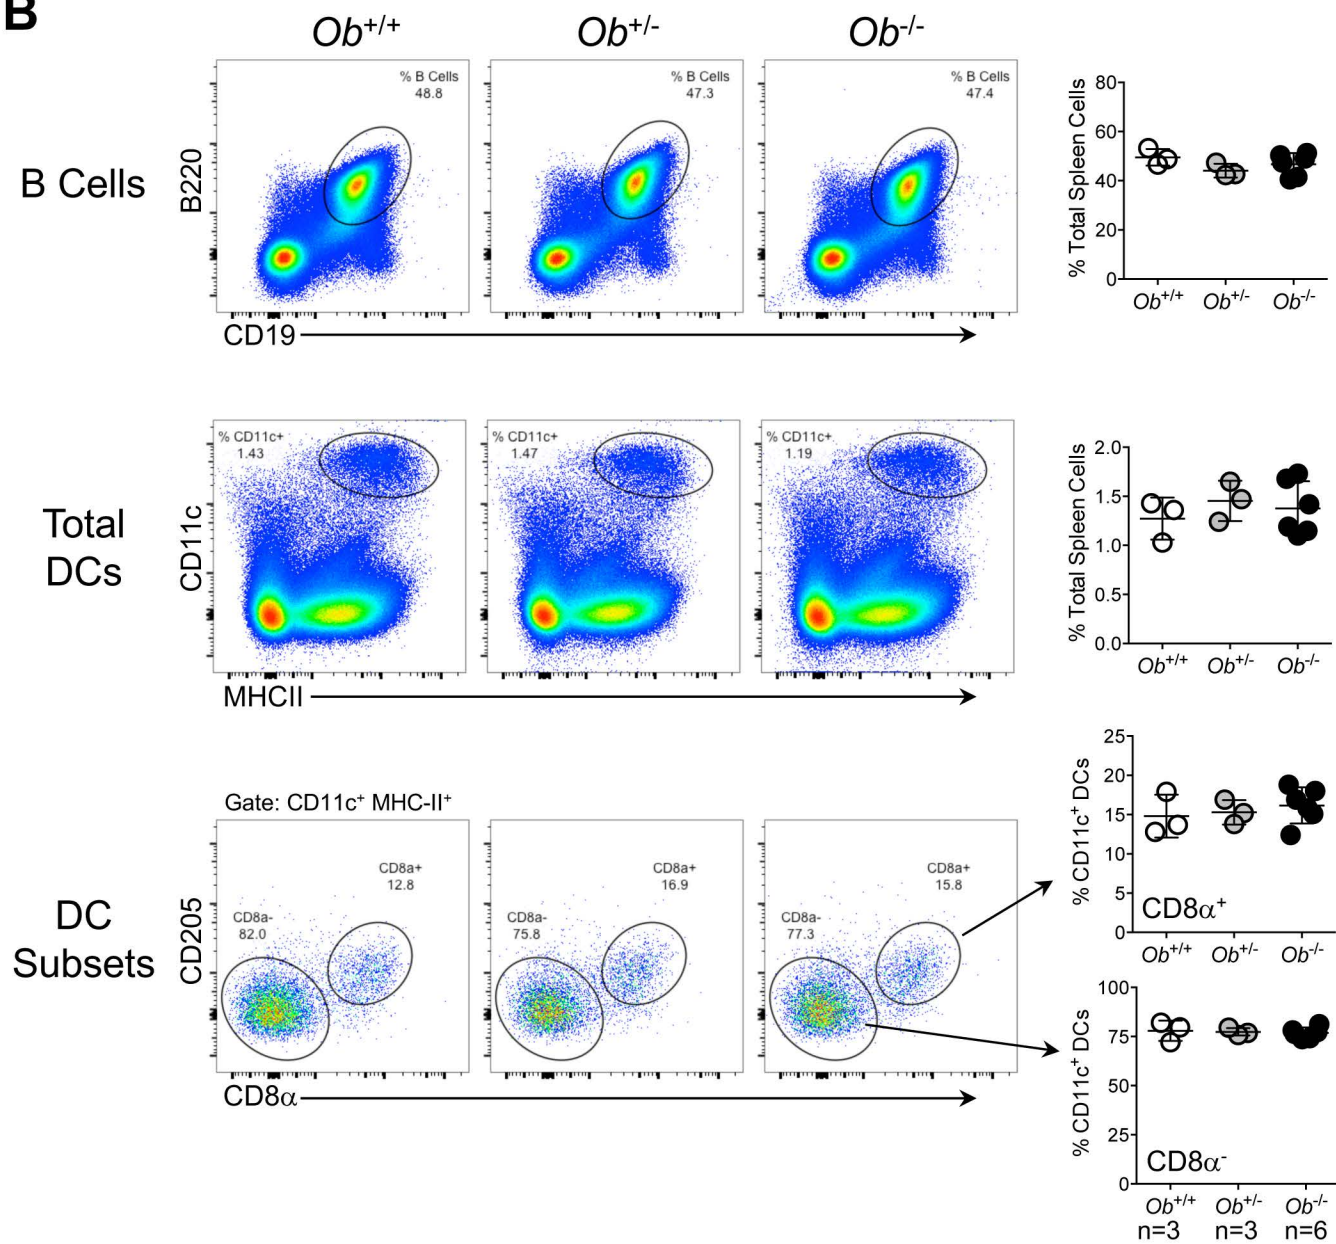 B
Ob+/+ Ob+/- Ob-/-
B Cells
B220
% B Cells
48.8
% B Cells
47.3
% B Cells
47.4
CD19
% Total Spleen Cells
80
60
40
20
0
Ob+/+ Ob+/- Ob-/-
Total
DCs
CD11c
% CD11c+
1.43
% CD11c+
1.47
% CD11c+
1.19
MHCII
% Total Spleen Cells
2.0
1.5
1.0
0.5
0.0
Ob+/+ Ob+/- Ob-/-
DC
Subsets
Gate: CD11c+ MHC-II+
CD205
CD8a+
12.8
CD8a-
82.0
CD8a+
16.9
CD8a-
75.8
CD8a+
15.8
CD8a-
77.3
CD8α
% CD11c+ DCs
25
20
15
10
5
0
CD8α+
Ob+/+ Ob+/- Ob-/-
% CD11c+ DCs
100
75
50
25
0
CD8α-
Ob+/+ Ob+/- Ob-/-
n=3 n=3 n=6